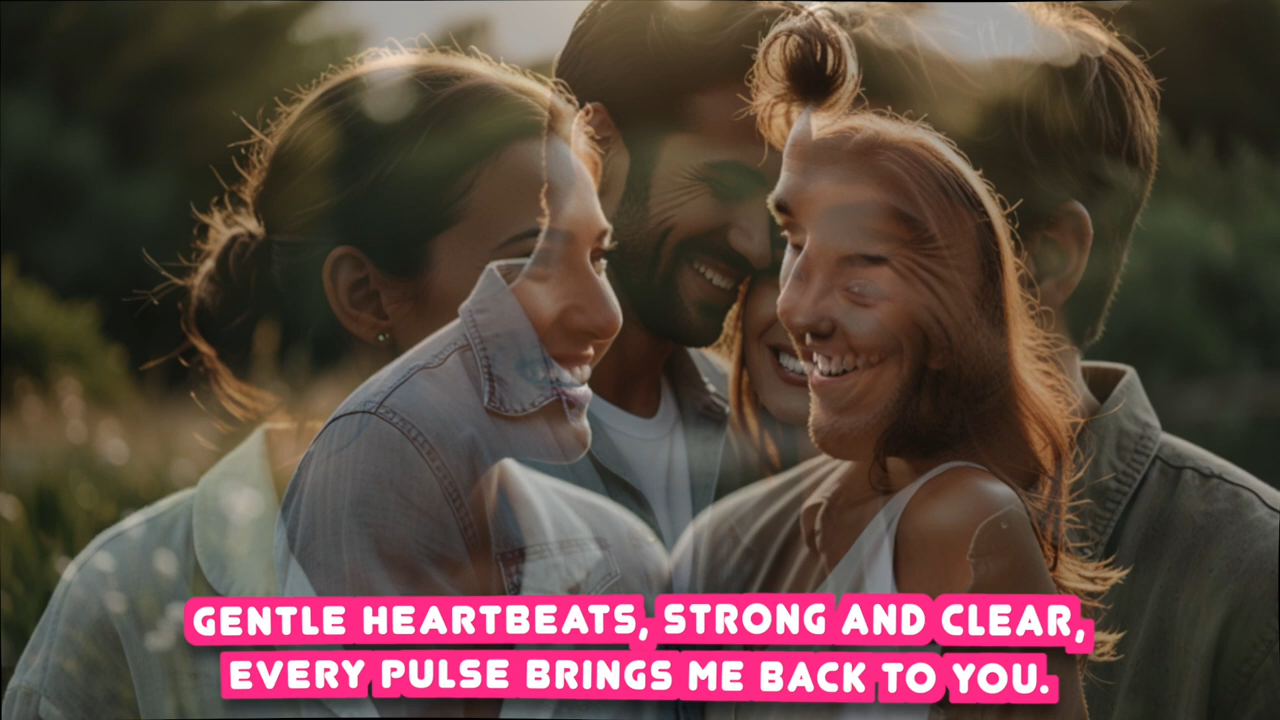 GENTLE HEARTBEATS, STRONG AND CLEAR,
EVERY PULSE BRINGS ME BACK TO YOU.